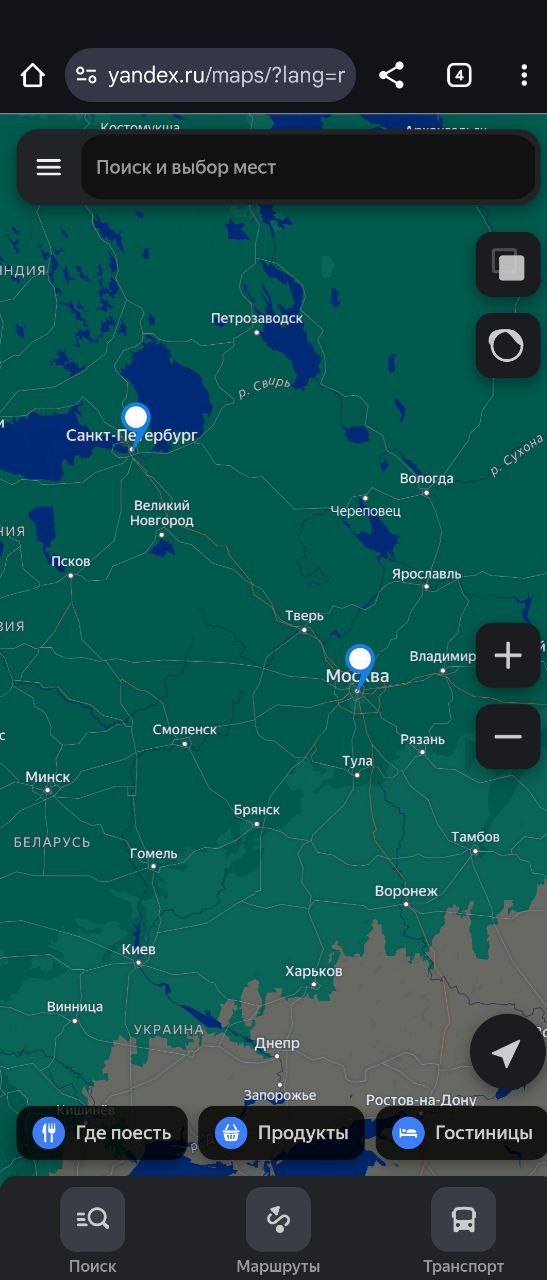 yandex.ru/maps/?lang=r
4
Костомукша
Архангельск
Поиск и выбор мест
Петрозаводск
р. Свирь
Санкт-Петербург
р. Сухона
Вологда
Великий
Новгород
Череповец
Псков
Ярославль
Тверь
Владимир
Москва
Смоленск
Рязань
Тула
Минск
Брянск
Тамбов
БЕЛАРУСЬ
Гомель
Воронеж
Киев
Харьков
Винница
УКРАИНА
Днепр
Запорожье
Ростов-на-Дону
Кишинёв
Где поесть
Продукты
Гостиницы
Поиск
Маршруты
Транспорт